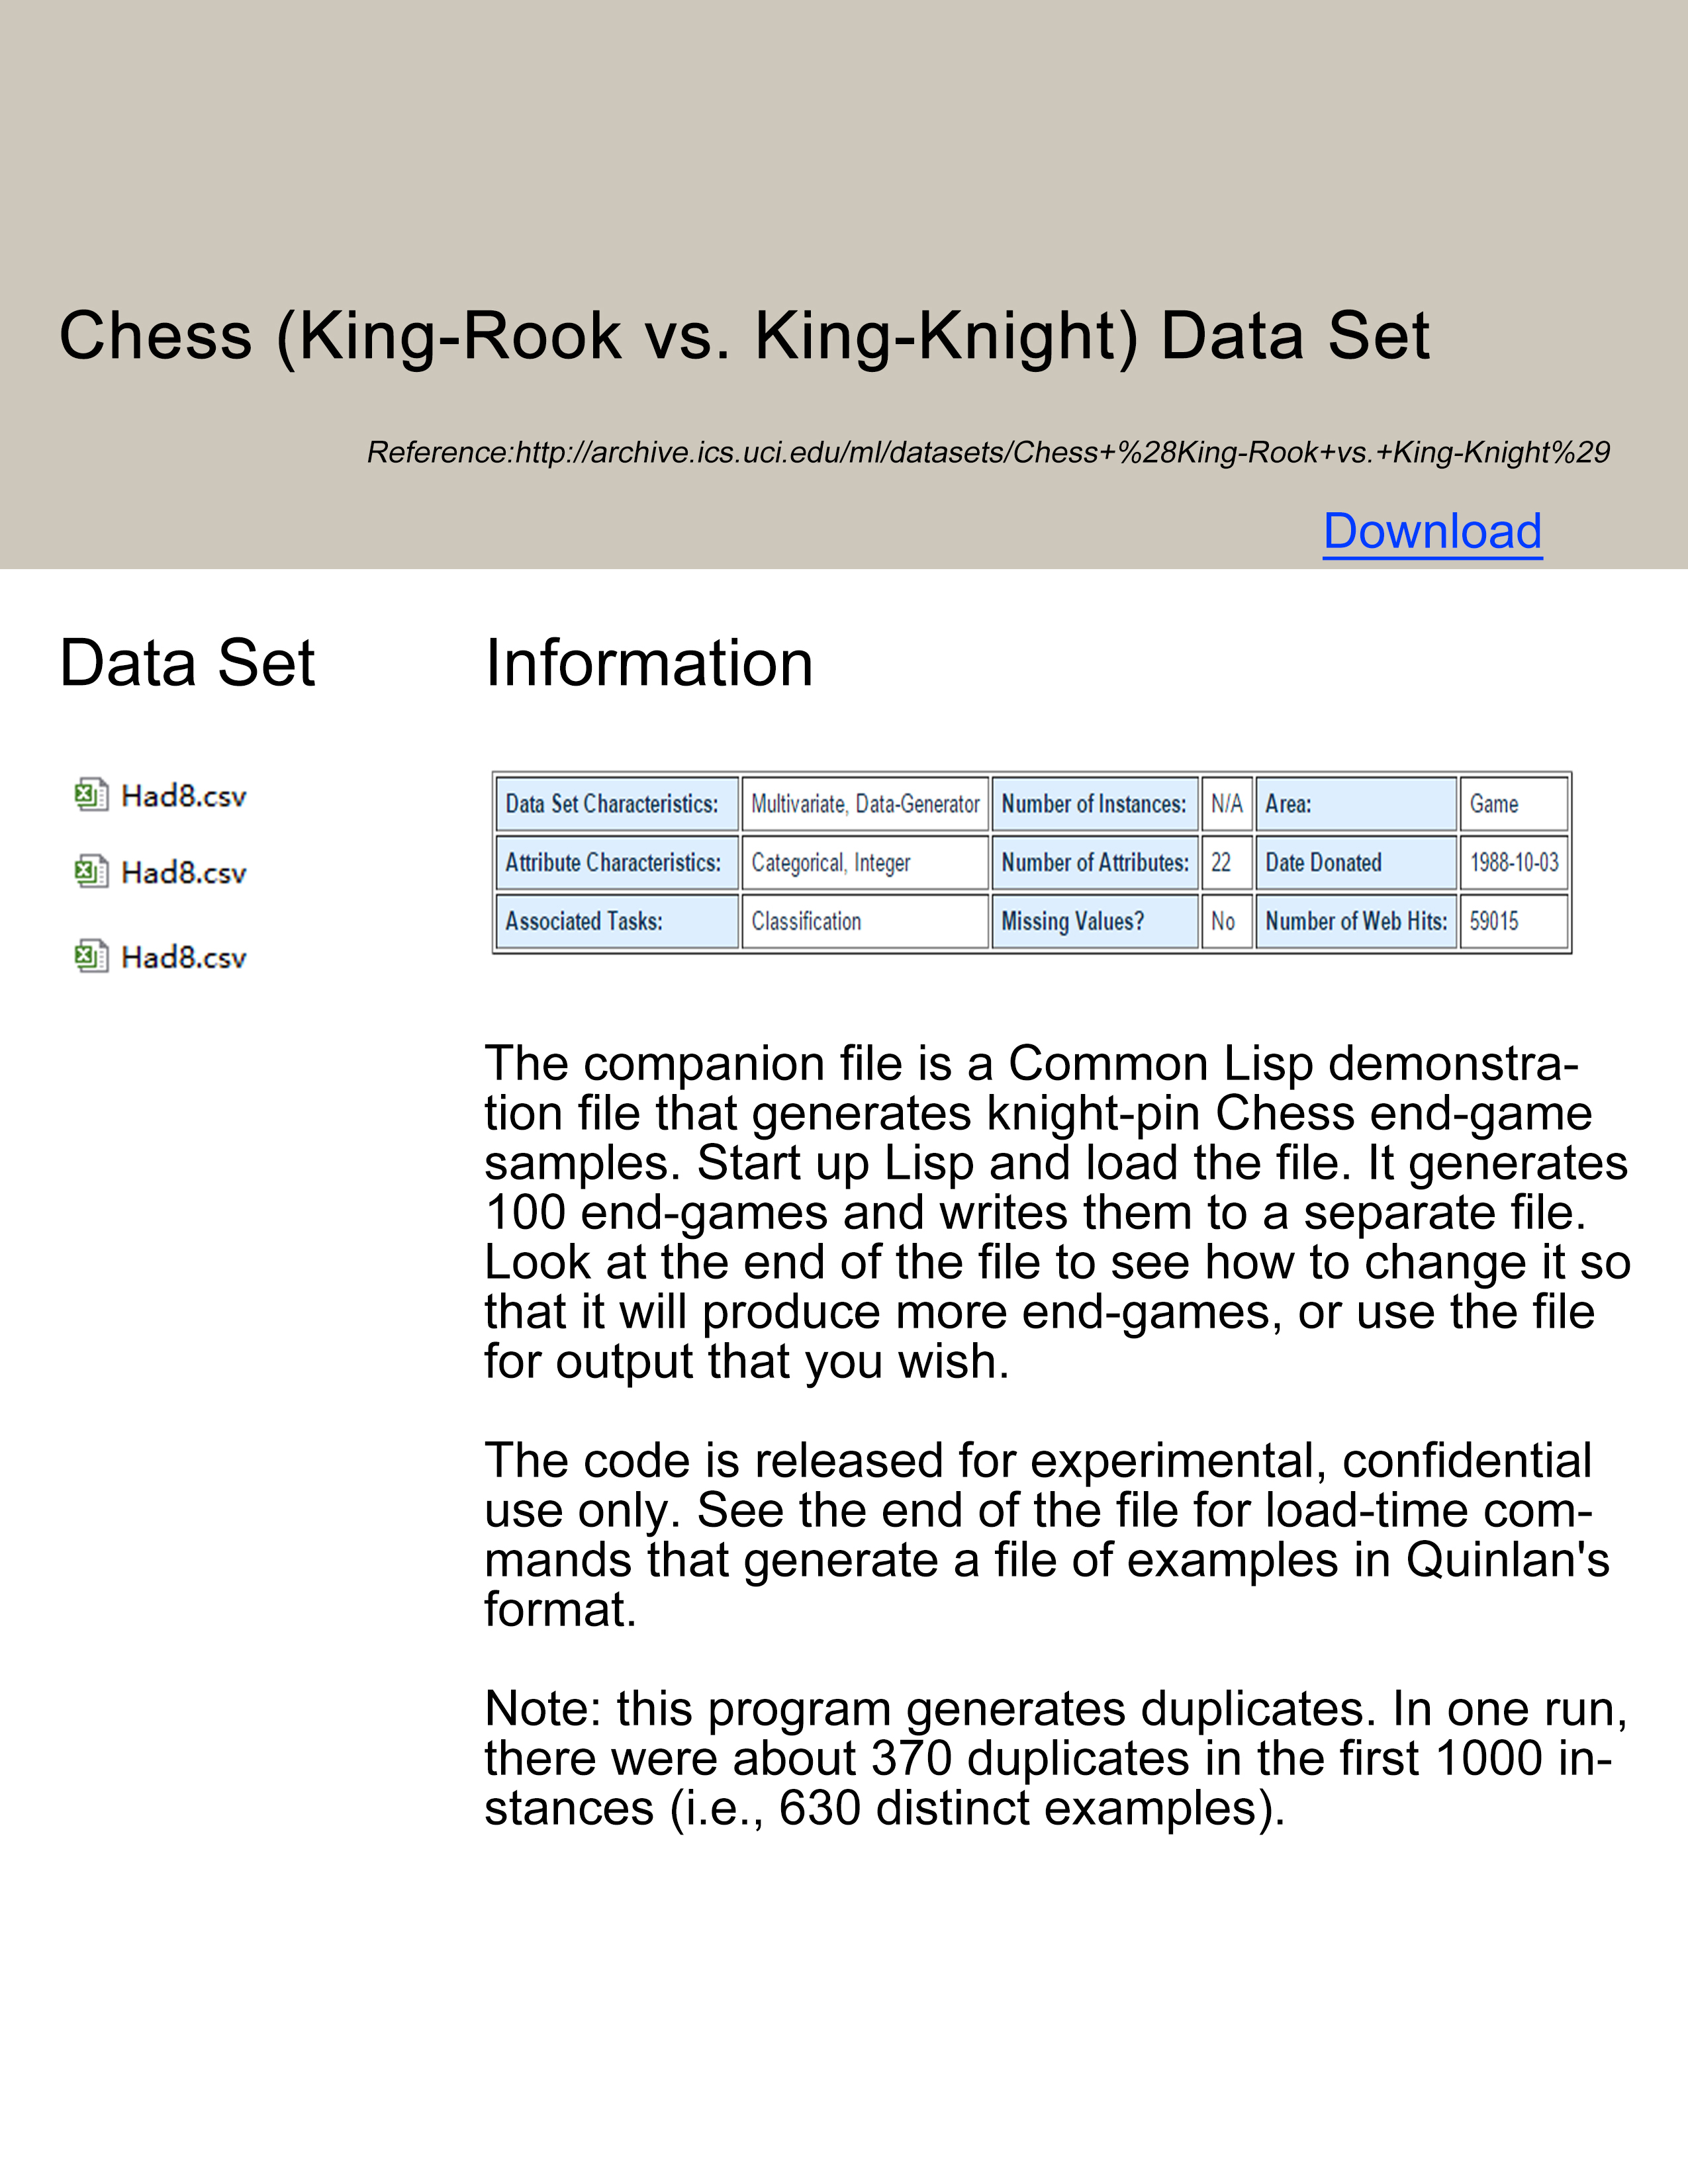 Chess (King-Rook vs. King-Knight) Data Set
Reference:http://archive.ics.uci.edu/ml/datasets/Chess+%28King-Rook+vs.+King-Knight%29
Download
Data Set
Had8.csv
Had8.csv
Had8.csv
Information
Data Set Characteristics: Multivariate, Data-Generator Number of Instances: N/A Area: Game
Attribute Characteristics: Categorical, Integer Number of Attributes: 22 Date Donated 1988-10-03
Associated Tasks: Classification Missing Values? No Number of Web Hits: 59015
The companion file is a Common Lisp demonstra-
tion file that generates knight-pin Chess end-game
samples. Start up Lisp and load the file. It generates
100 end-games and writes them to a separate file.
Look at the end of the file to see how to change it so
that it will produce more end-games, or use the file
for output that you wish.
The code is released for experimental, confidential
use only. See the end of the file for load-time com-
mands that generate a file of examples in Quinlan's
format.
Note: this program generates duplicates. In one run,
there were about 370 duplicates in the first 1000 in-
stances (i.e., 630 distinct examples).